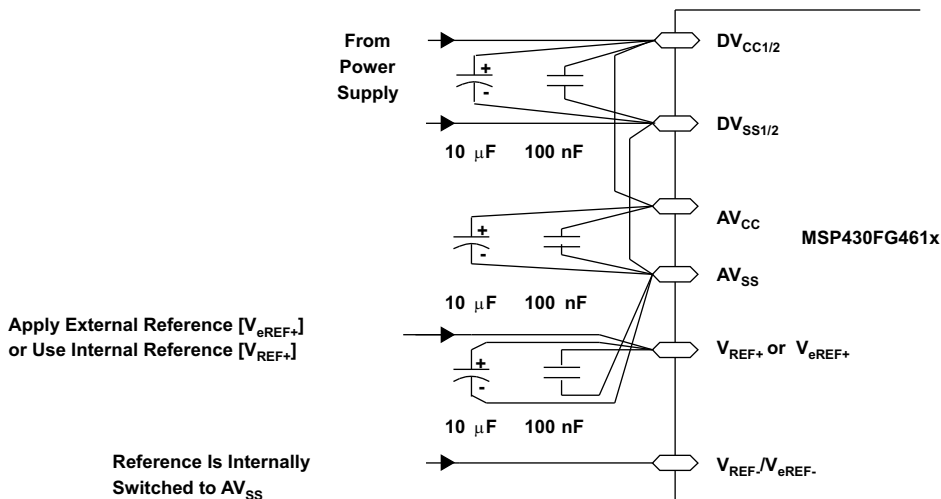 From
Power
Supply
DVCC1/2
+
-
DVSS1/2
10 μF 100 nF
AVCC
+
-
MSP430FG461x
AVSS
10 μF 100 nF
Apply External Reference [VeREF+]
or Use Internal Reference [VREF+]
VREF+ or VeREF+
+
-
10 μF 100 nF
Reference Is Internally
Switched to AVSS
VREF-/VeREF-